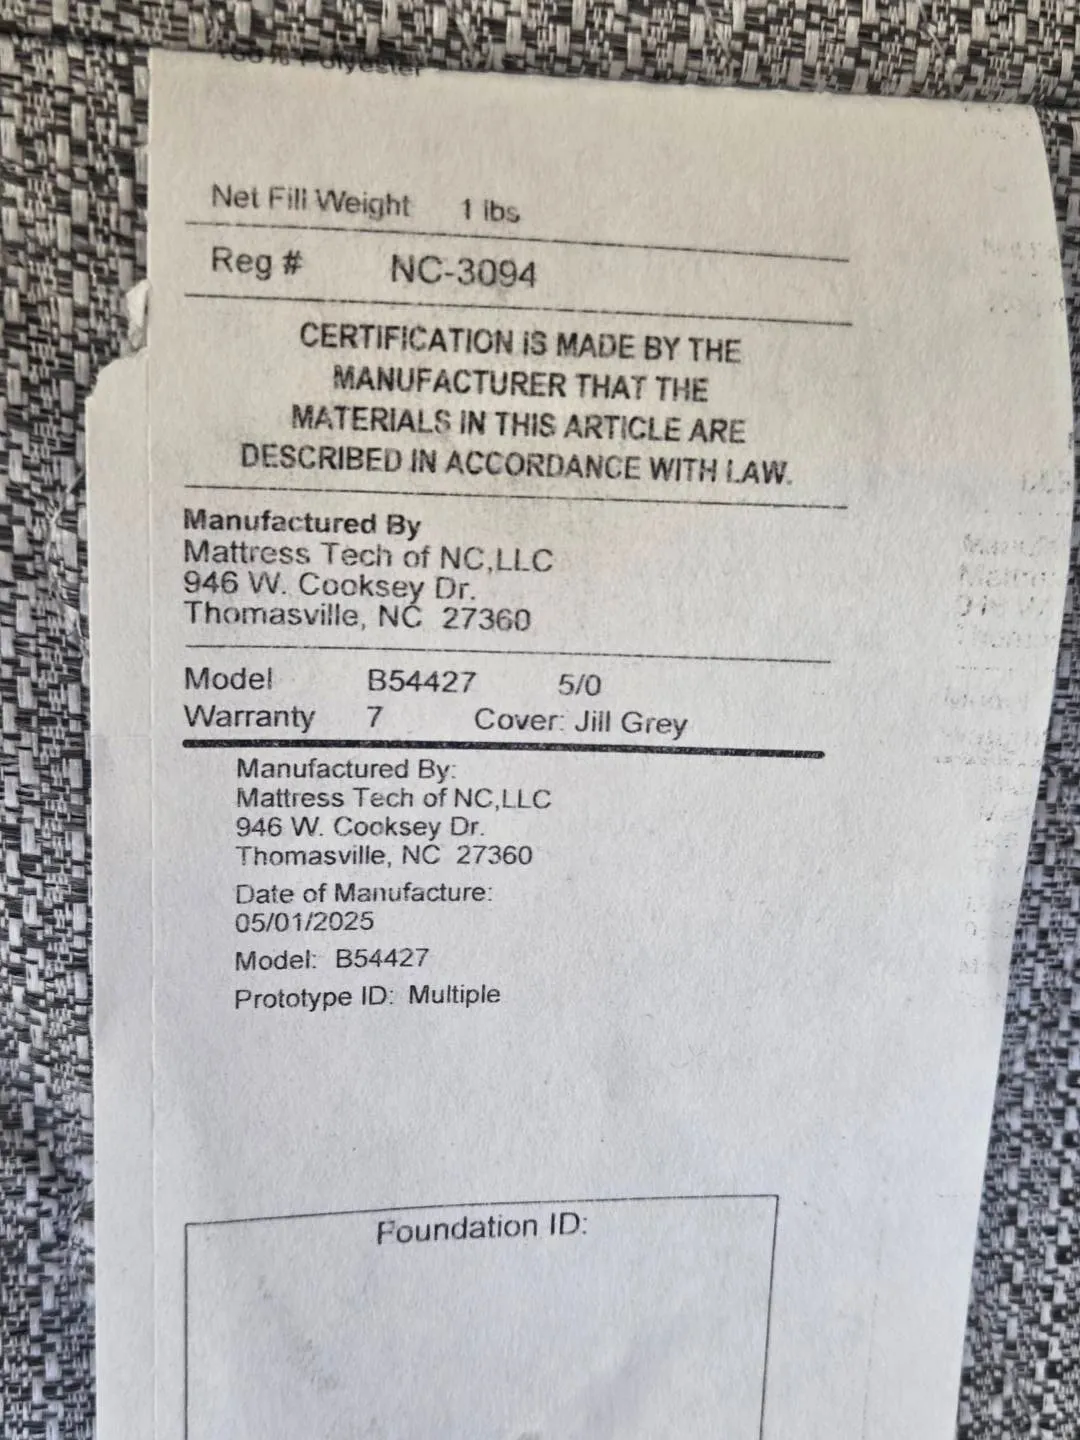 100% Polyester
Net Fill Weight 1 lbs
Reg # NC-3094
CERTIFICATION IS MADE BY THE
MANUFACTURER THAT THE
MATERIALS IN THIS ARTICLE ARE
DESCRIBED IN ACCORDANCE WITH LAW.
Manufactured By
Mattress Tech of NC,LLC
946 W. Cooksey Dr.
Thomasville, NC 27360
Model B54427 5/0
Warranty 7 Cover: Jill Grey
Manufactured By:
Mattress Tech of NC,LLC
946 W. Cooksey Dr.
Thomasville, NC 27360
Date of Manufacture:
05/01/2025
Model: B54427
Prototype ID: Multiple
Foundation ID: